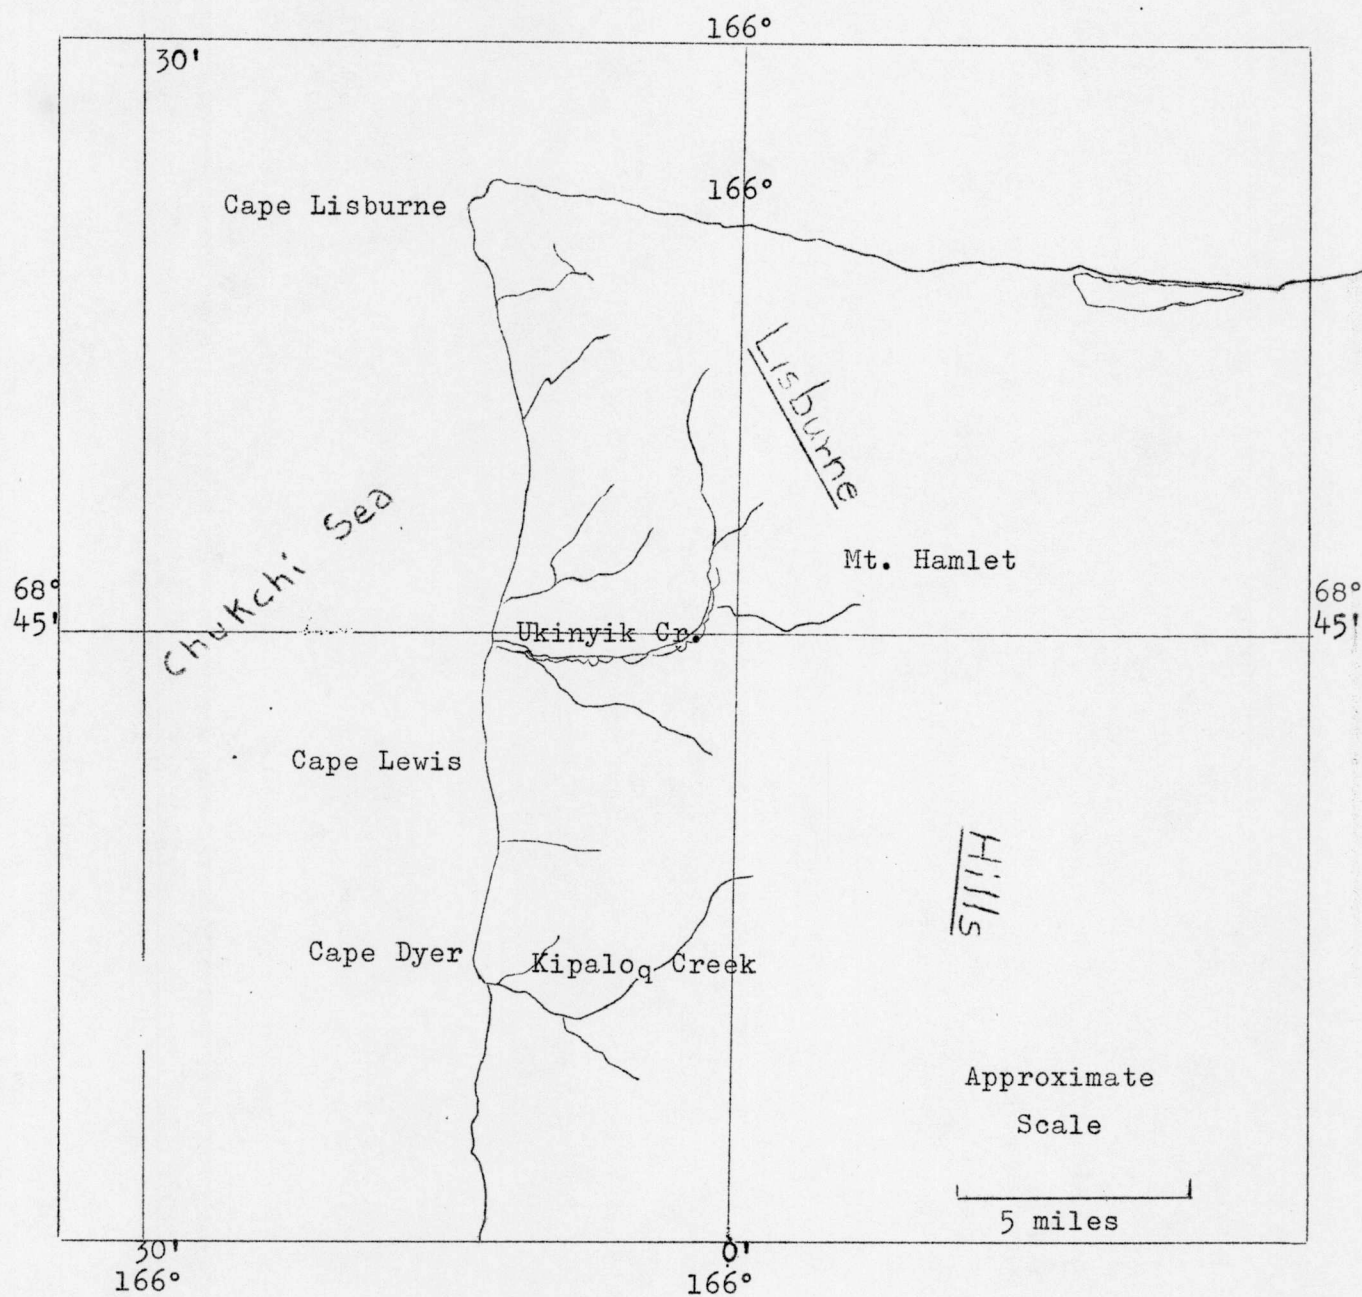 166°
30'
166°
Cape Lisburne
Lisburne
Chukchi Sea
Mt. Hamlet
68°
45'
68°
45'
Ukinyik Cr.
Cape Lewis
Hills
Cape Dyer
Kipaloq Creek
Approximate
Scale
5 miles
30'
166°
0'
166°